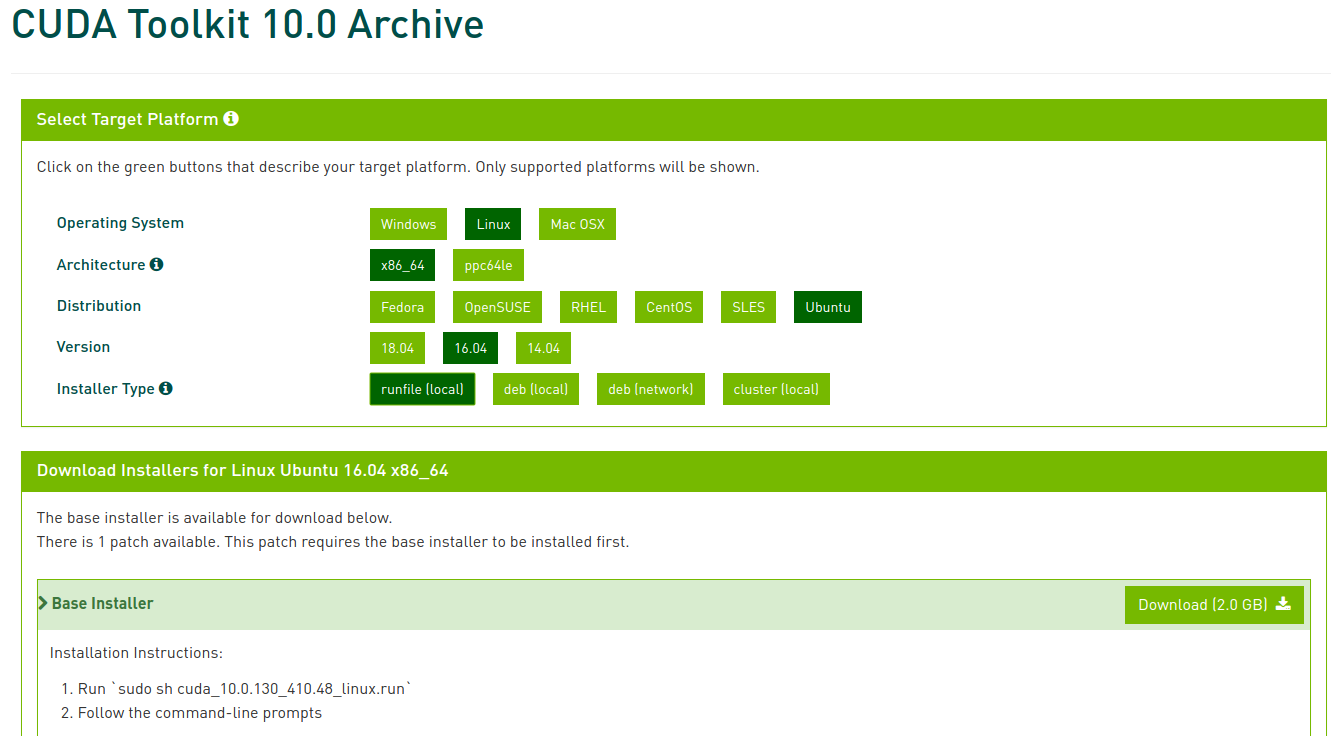 CUDA Toolkit 10.0 Archive
Select Target Platform
Click on the green buttons that describe your target platform. Only supported platforms will be shown.
Operating System Windows Linux Mac OSX
Architecture x86_64 ppc64le
Distribution Fedora OpenSUSE RHEL CentOS SLES Ubuntu
Version 18.04 16.04 14.04
Installer Type runfile (local) deb (local) deb (network) cluster (local)
Download Installers for Linux Ubuntu 16.04 x86_64
The base installer is available for download below.
There is 1 patch available. This patch requires the base installer to be installed first.
Base Installer Download (2.0 GB)
Installation Instructions:
1. Run `sudo sh cuda_10.0.130_410.48_linux.run`
2. Follow the command-line prompts